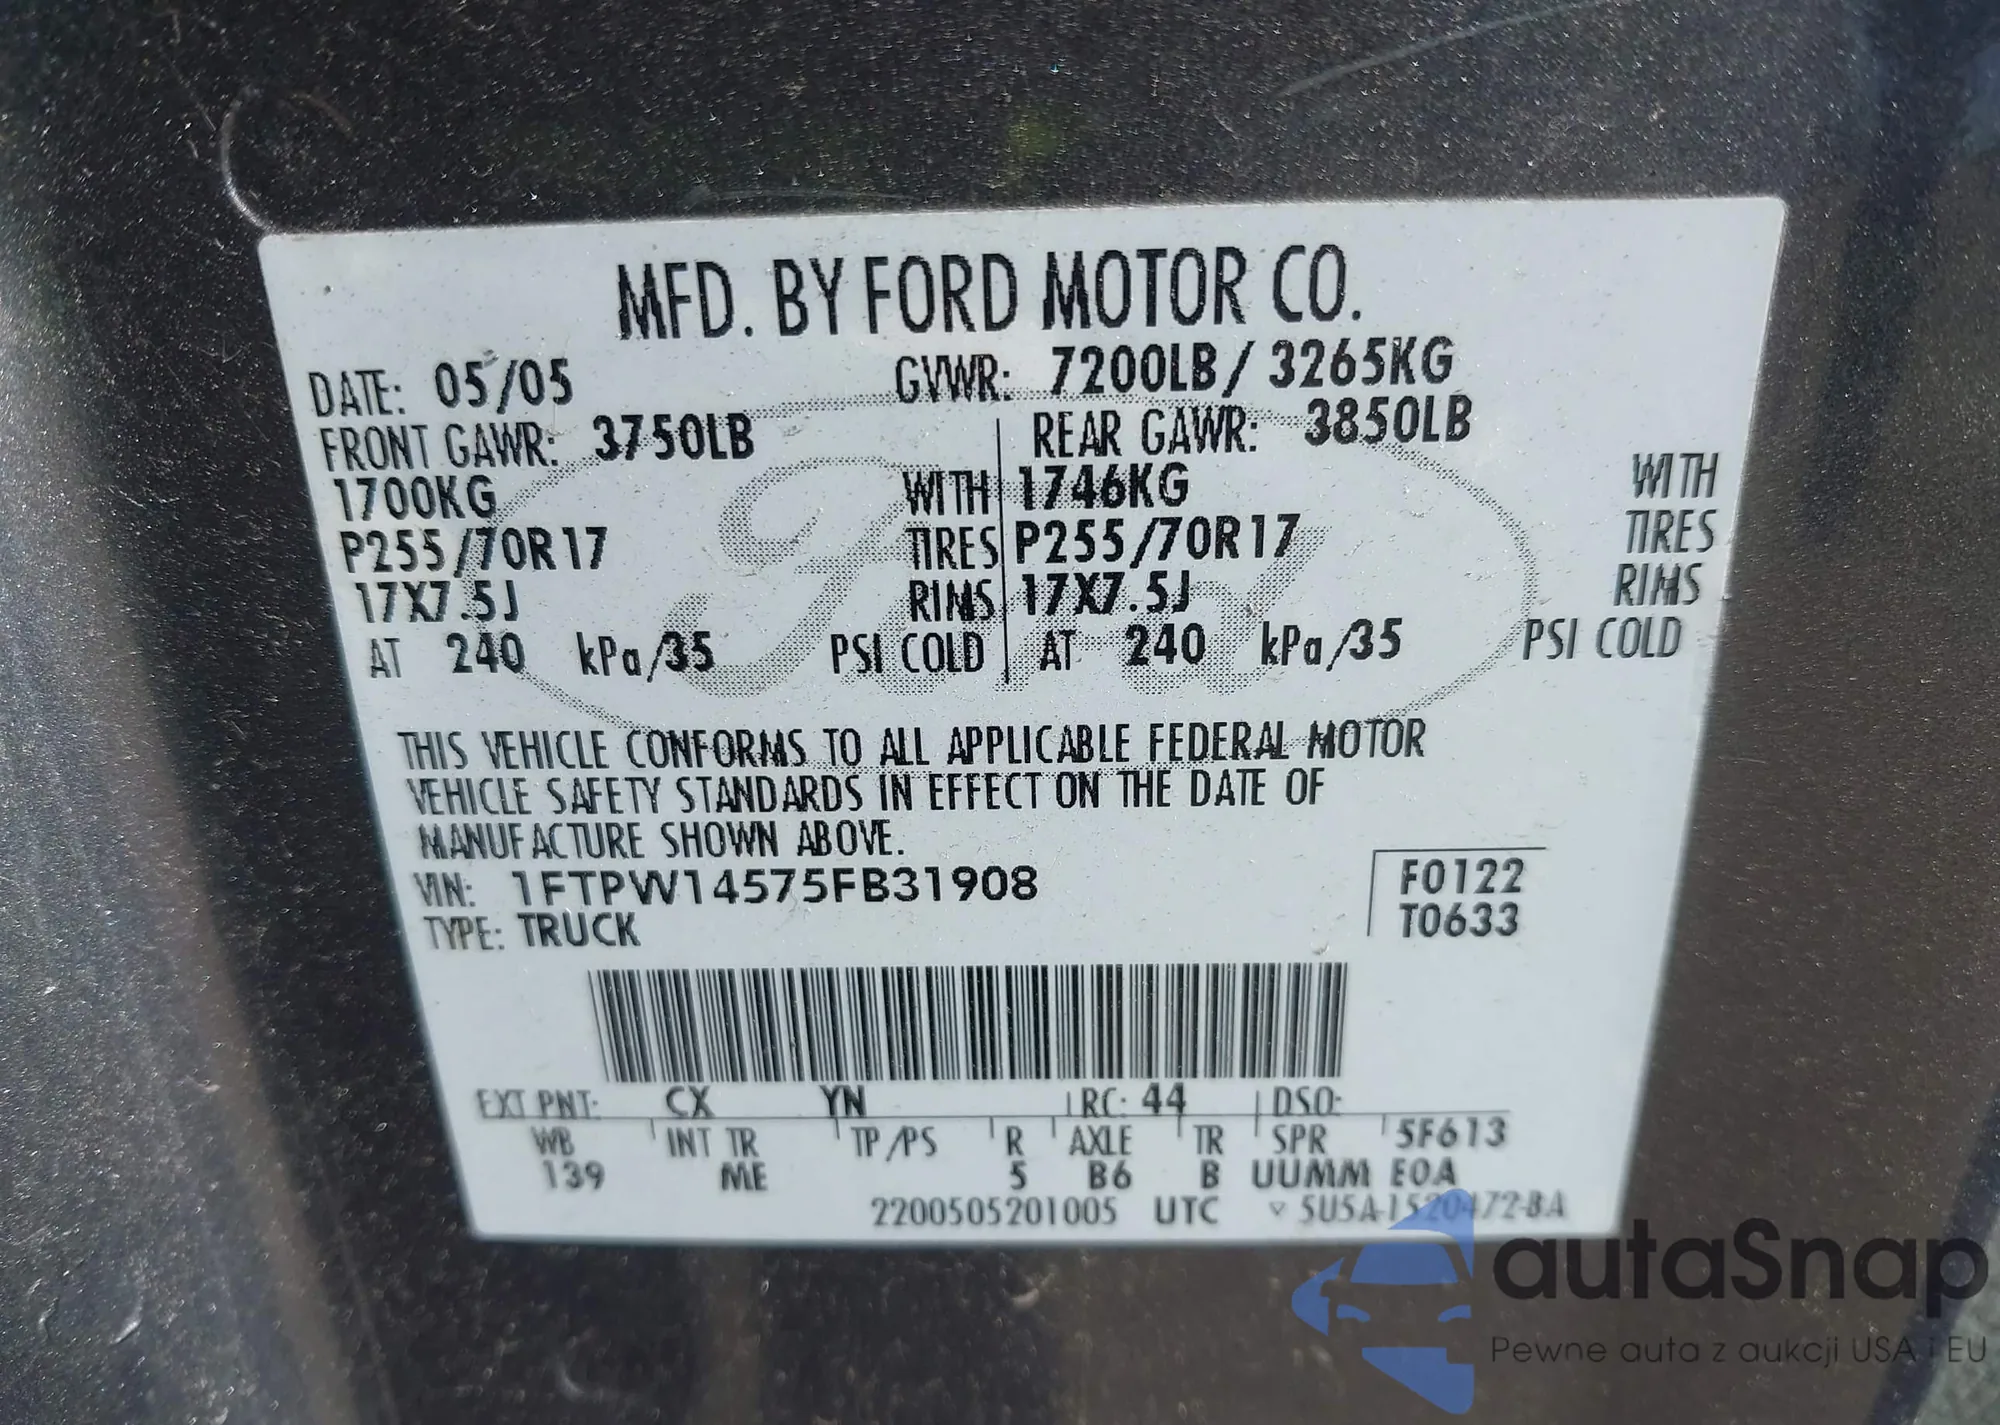 MFD. BY FORD MOTOR CO.
DATE: 05/05 GVWR: 7200LB/ 3265KG
FRONT GAWR: 3750LB REAR GAWR: 3850LB
1700KG WITH 1746KG WITH
P255/70R17 TIRES P255/70R17 TIRES
17X7.5J RIMS 17X7.5J RIMS
AT 240 kPa/35 PSI COLD AT 240 kPa/35 PSI COLD
THIS VEHICLE CONFORMS TO ALL APPLICABLE FEDERAL MOTOR
VEHICLE SAFETY STANDARDS IN EFFECT ON THE DATE OF
MANUFACTURE SHOWN ABOVE.
VIN: 1FTPW14575FB31908 F0122
TYPE: TRUCK T0633
EXT PNT: CX YN RC: 44 DSO:
WB INT TR TP/PS R AXLE TR SPR 5F613
139 ME 5 B6 B UUMM EOA
2200505201005 UTC 5U5A-1520472-BA
Ford
autaSnap
Pewne auta z aukcji USA i EU